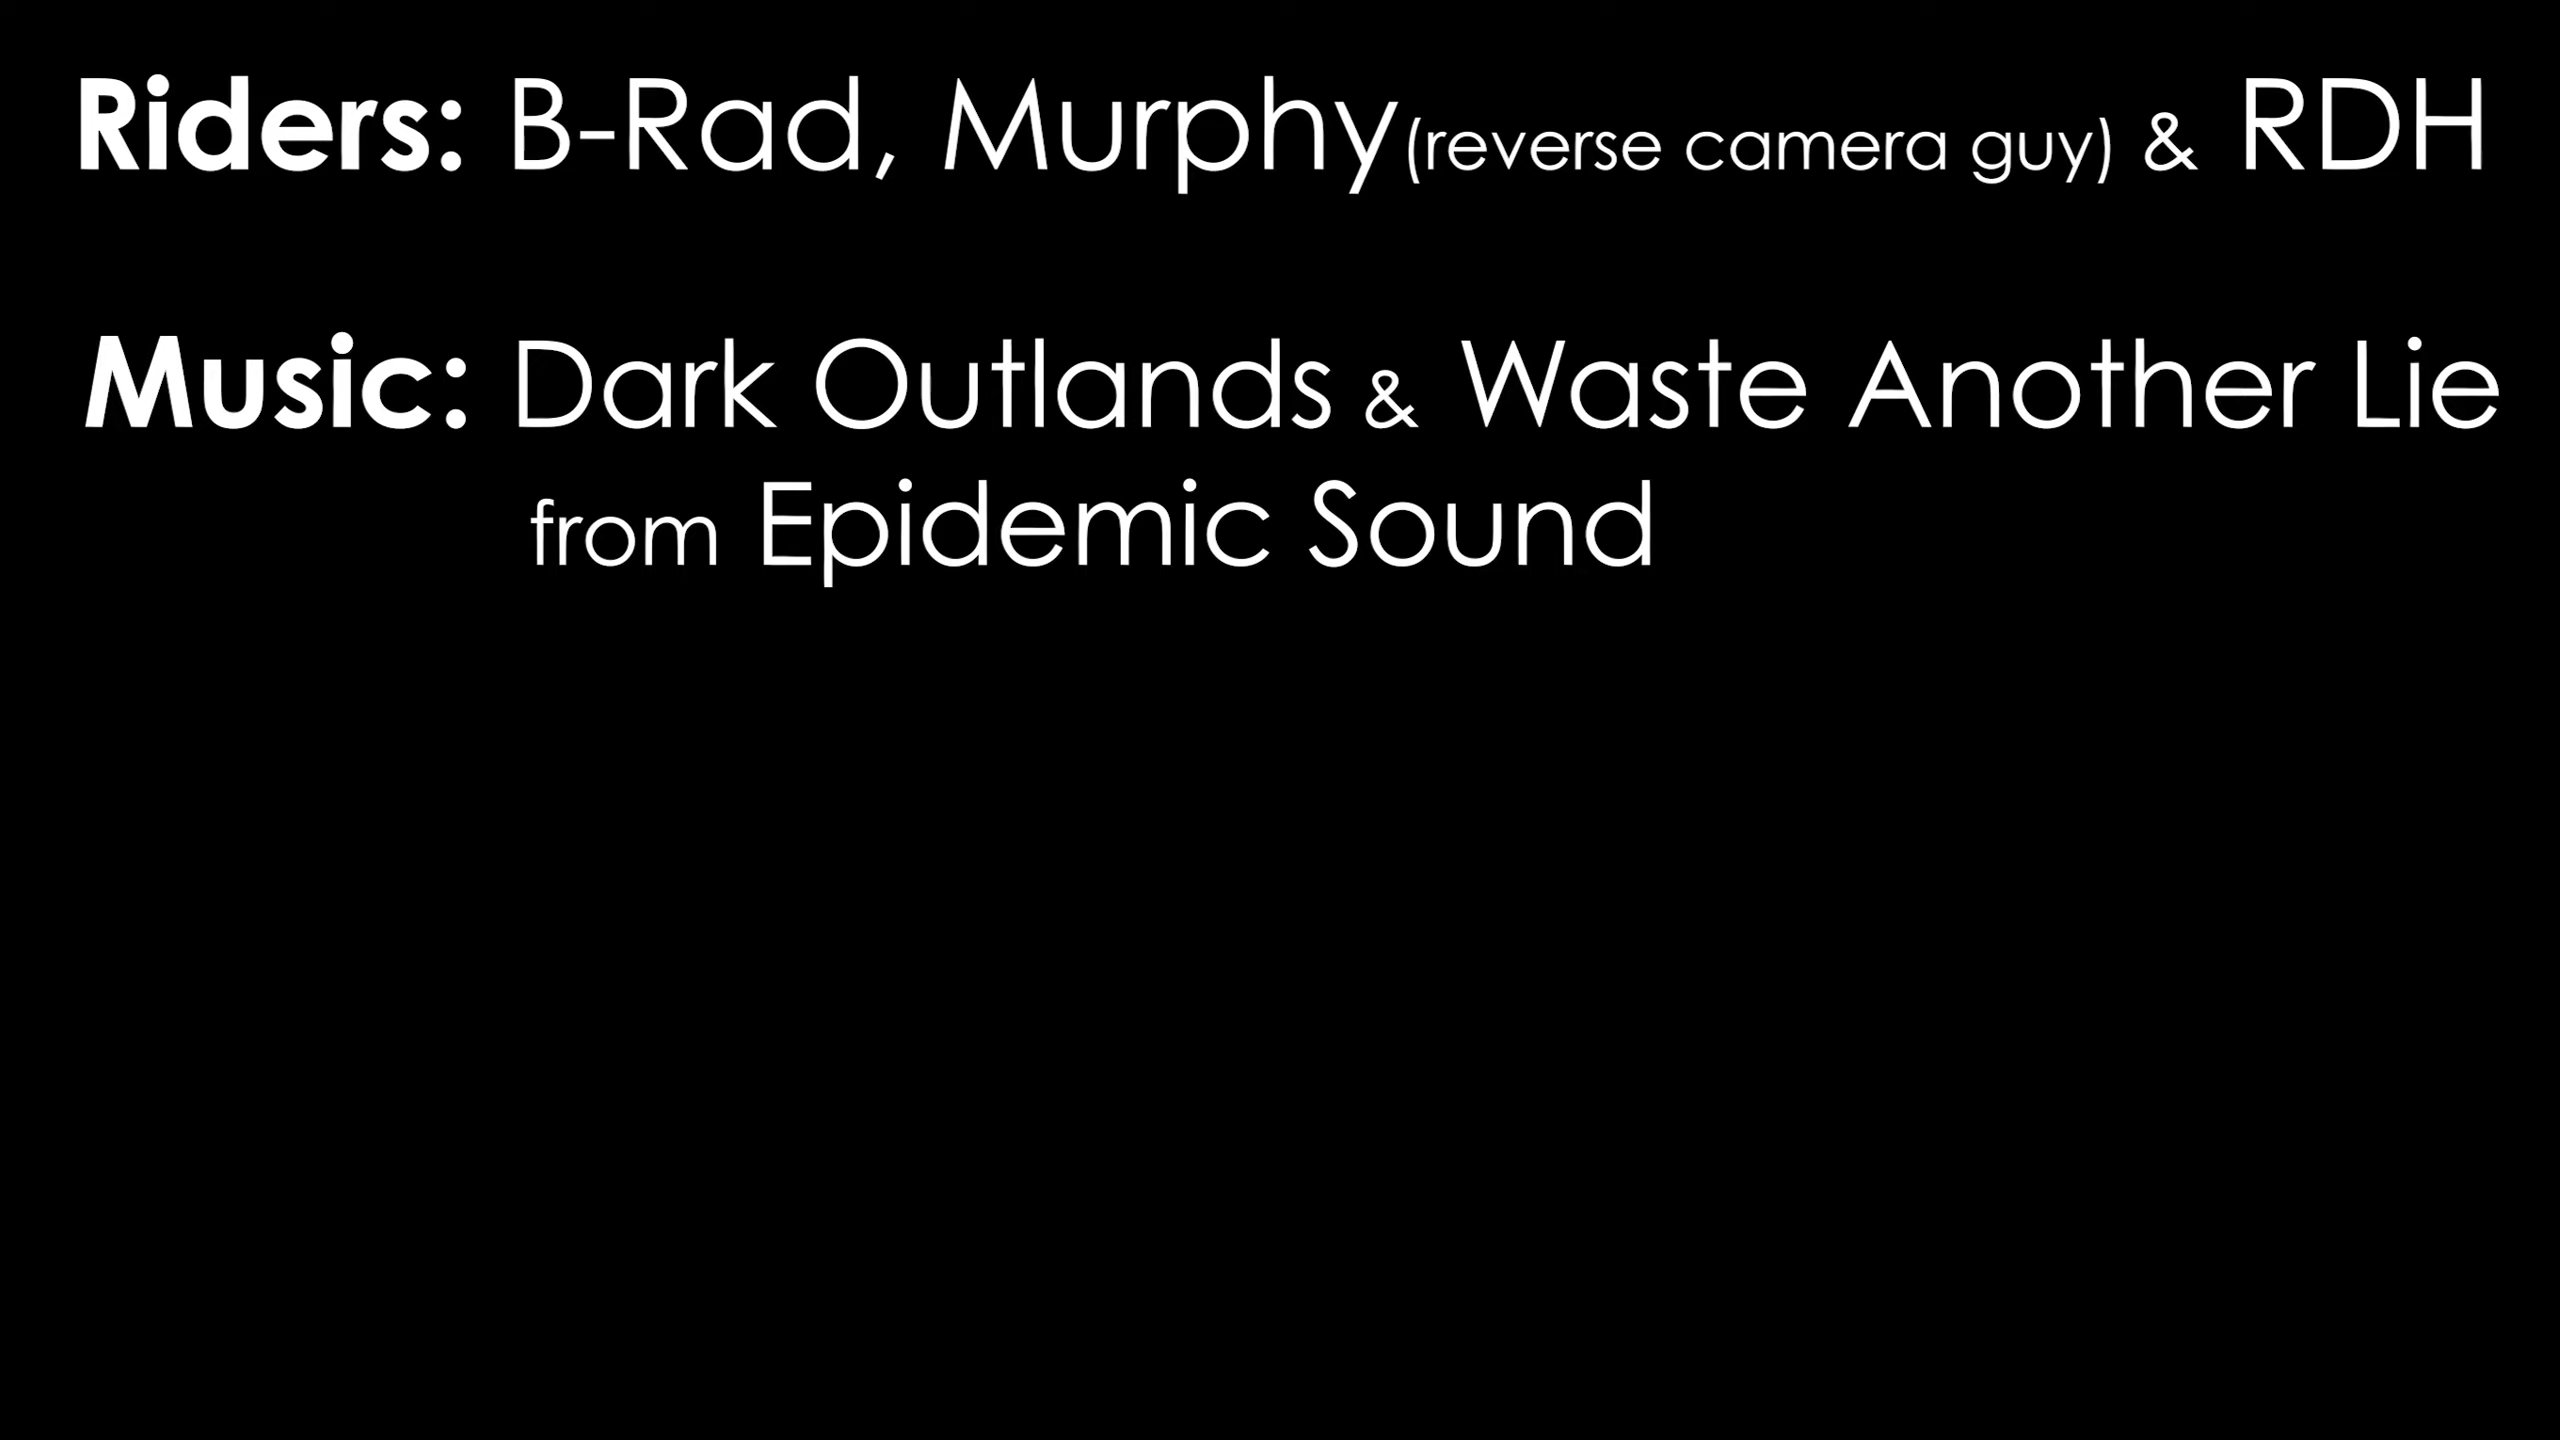 Riders: B-Rad, Murphy(reverse camera guy) & RDH
Music: Dark Outlands & Waste Another Lie
from Epidemic Sound